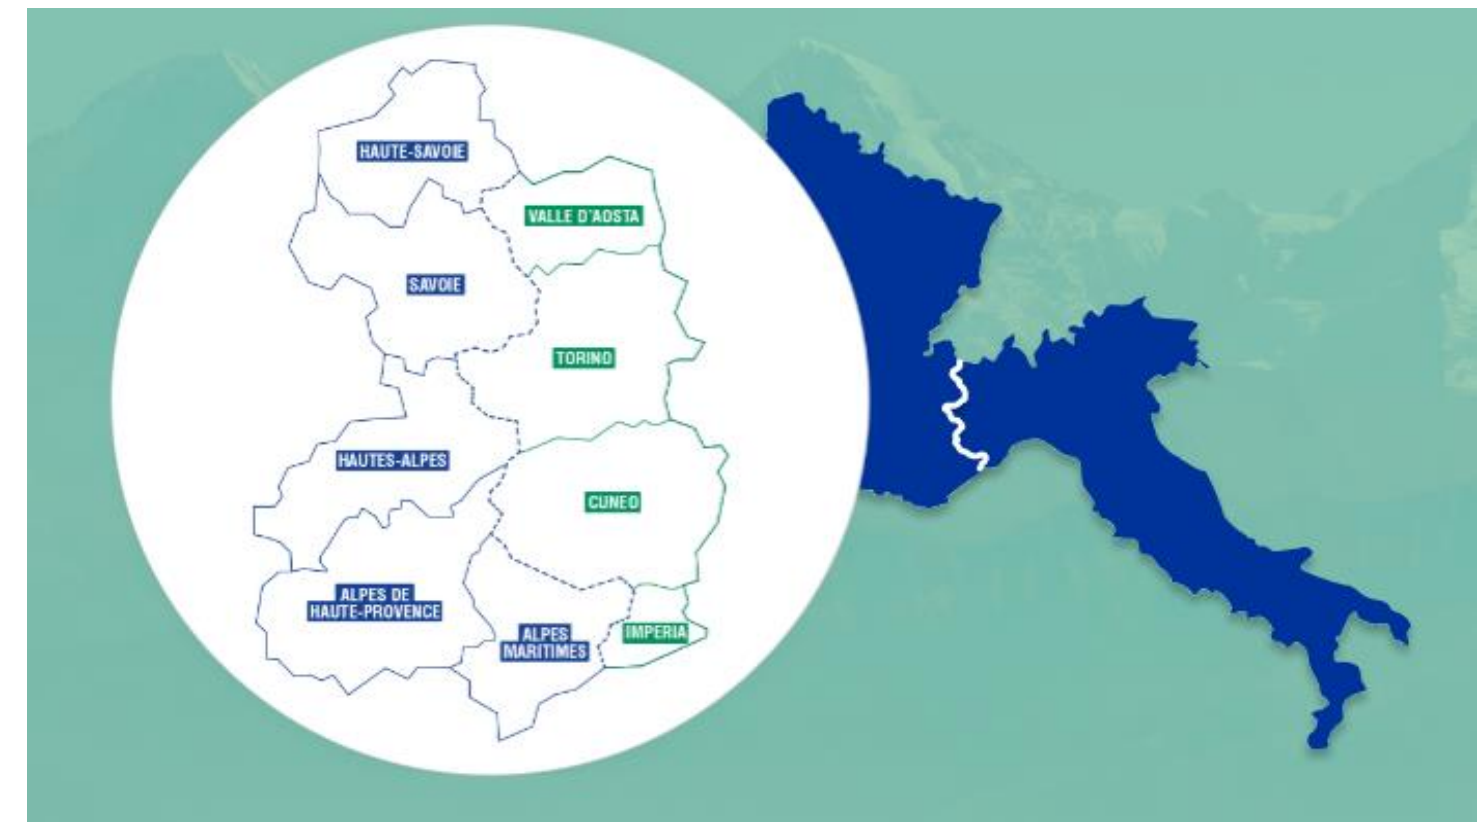 HAUTE-SAVOIE
VALLE D'AOSTA
SAVOIE
TORINO
HAUTES-ALPES
CUNEO
ALPES DE
HAUTE-PROVENCE
ALPES
MARITIMES
IMPERIA